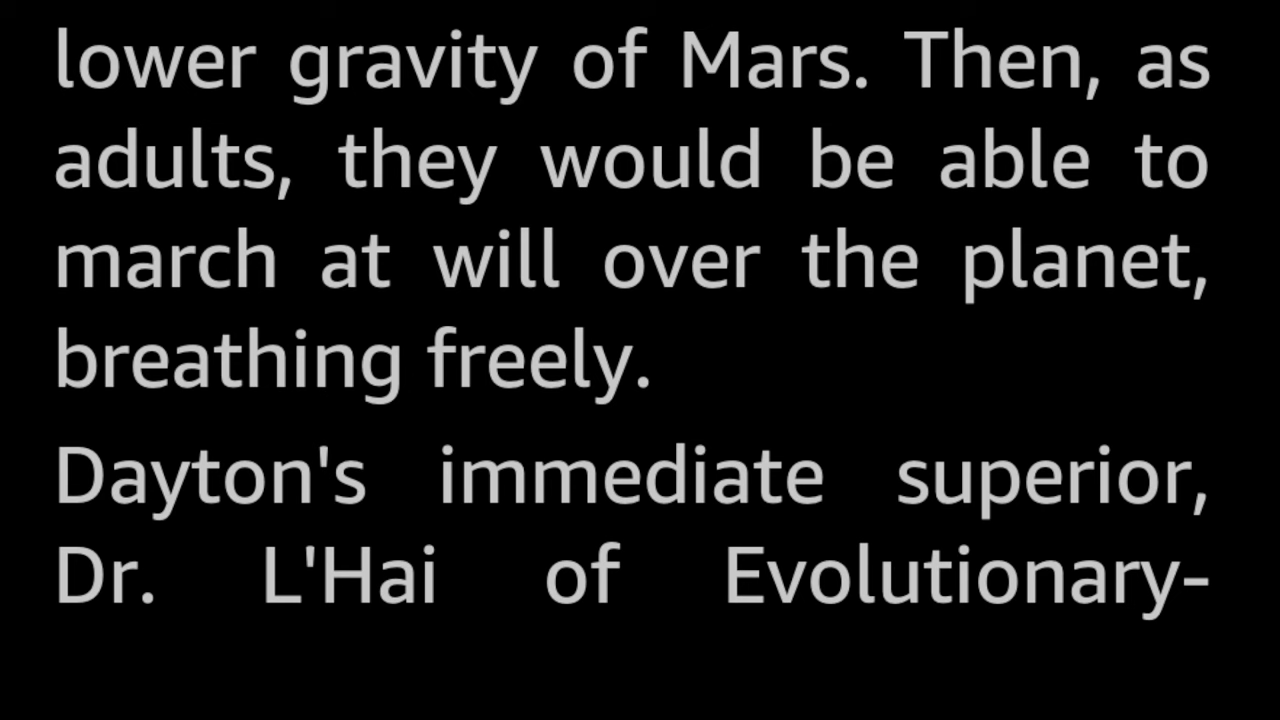 lower gravity of Mars. Then, as
adults, they would be able to
march at will over the planet,
breathing freely.
Dayton's immediate superior,
Dr. L'Hai of Evolutionary-